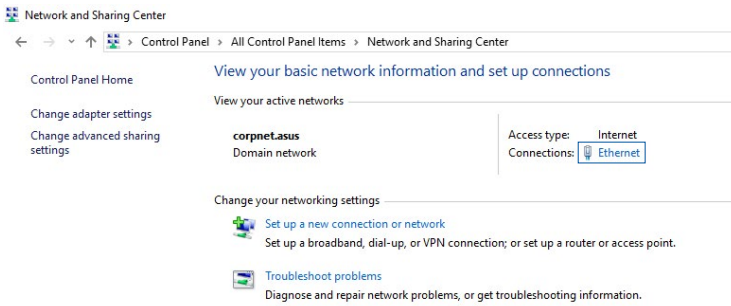 Network and Sharing Center
Control Panel > All Control Panel Items > Network and Sharing Center
Control Panel Home
Change adapter settings
Change advanced sharing
settings
View your basic network information and set up connections
View your active networks
corpnet.asus
Domain network
Access type: Internet
Connections: Ethernet
Change your networking settings
Set up a new connection or network
Set up a broadband, dial-up, or VPN connection; or set up a router or access point.
Troubleshoot problems
Diagnose and repair network problems, or get troubleshooting information.